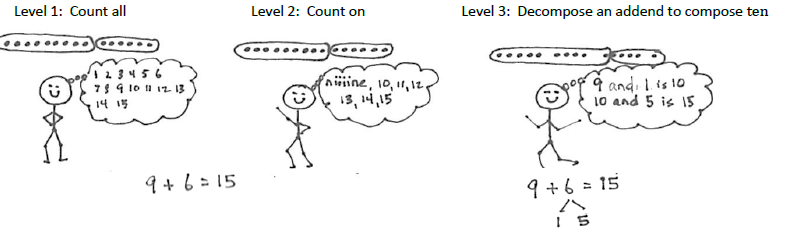 Level 1: Count all
Level 2: Count on
Level 3: Decompose an addend to compose ten
1 2 3 4 5 6
7 8 9 10 11 12 13
14 15
niiiine, 10, 11, 12,
13, 14, 15
9 and 1 is 10
10 and 5 is 15
9 + 6 = 15
9 + 6 = 15
1 5